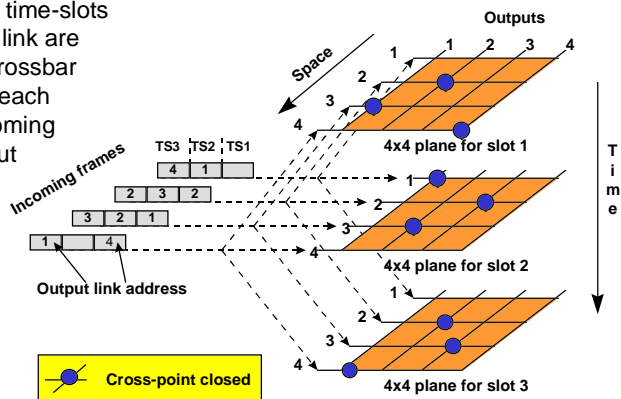 time-slots
link are
rossbar
each
oming
ut
Outputs
1 2 3 4
Space
1
2
3
4
4x4 plane for slot 1
Incoming frames
TS3 TS2 TS1
4 1
2 3 2
3 2 1
1 4
Output link address
1
2
3
4
4x4 plane for slot 2
1
2
3
4
4x4 plane for slot 3
Time
Cross-point closed